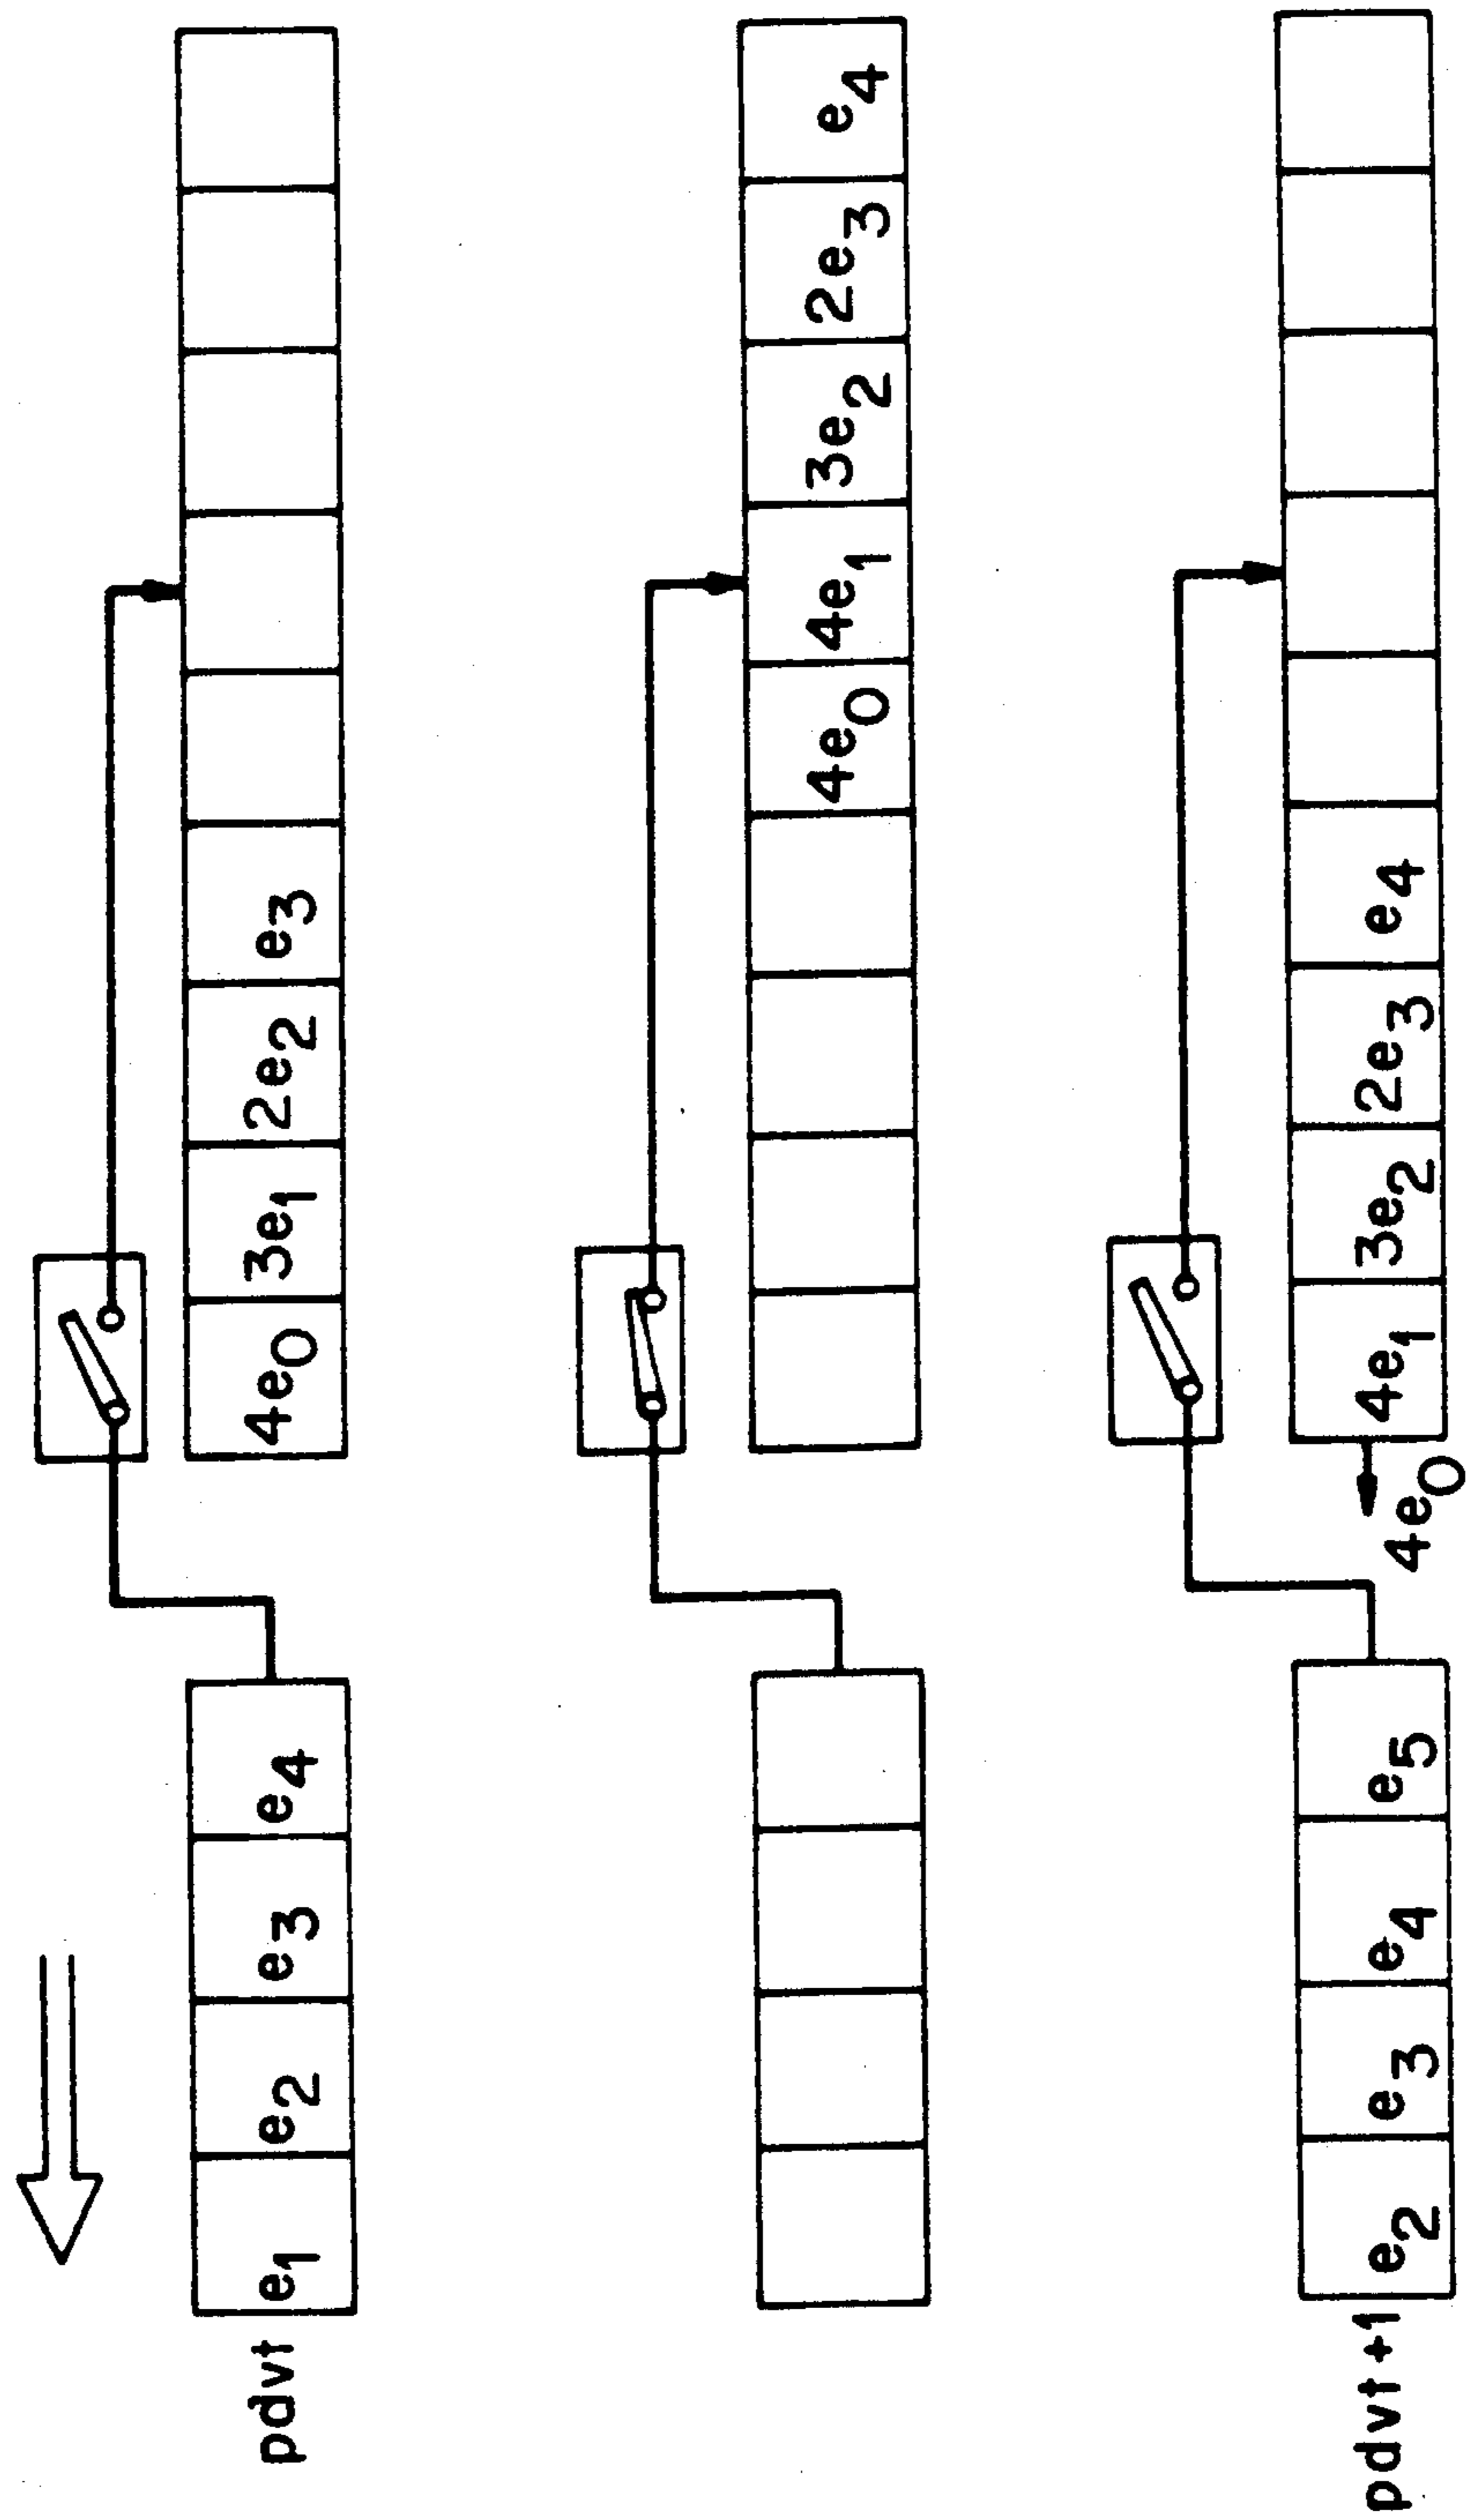 pdvt e₁ e₂ e₃ e₄ 4e₀ 3e₁ 2e₂ e₃
4e₀ 4e₁ 3e₂ 2e₃ e₄
pdvt+1 e₂ e₃ e₄ e₅ 4e₁ 3e₂ 2e₃ e₄
4e₀